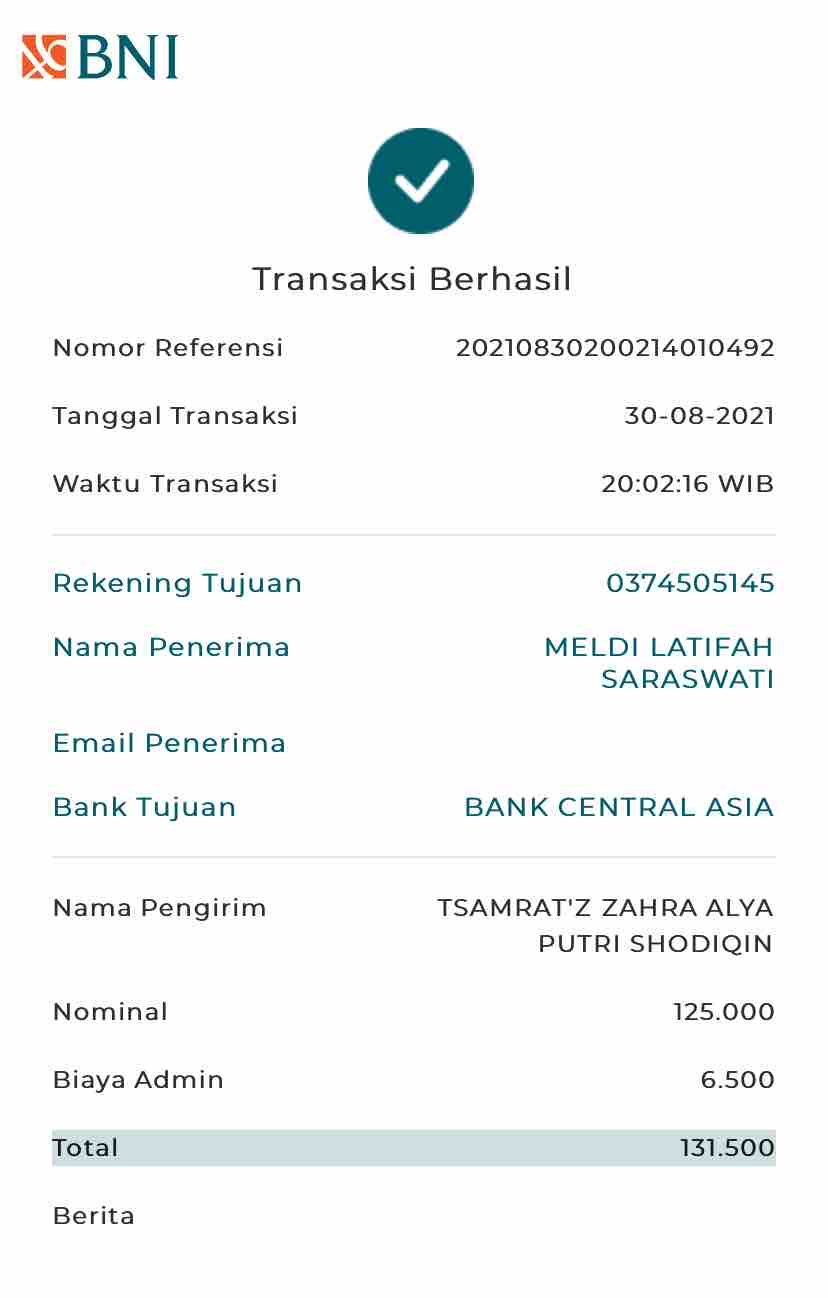 BNI
Transaksi Berhasil
Nomor Referensi 20210830200214010492
Tanggal Transaksi 30-08-2021
Waktu Transaksi 20:02:16 WIB
Rekening Tujuan 0374505145
Nama Penerima MELDI LATIFAH
SARASWATI
Email Penerima
Bank Tujuan BANK CENTRAL ASIA
Nama Pengirim TSAMRAT'Z ZAHRA ALYA
PUTRI SHODIQIN
Nominal 125.000
Biaya Admin 6.500
Total 131.500
Berita